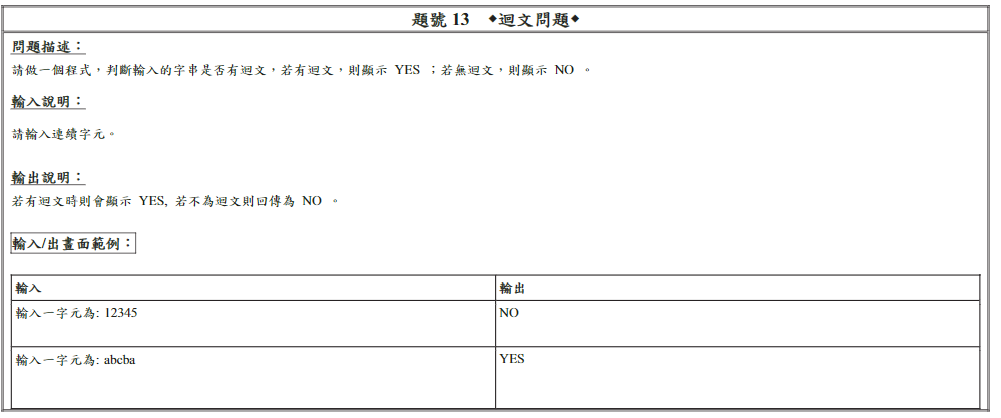 題號 13 ◆迴文問題◆
問題描述：
請做一個程式，判斷輸入的字串是否有迴文，若有迴文，則顯示 YES ；若無迴文，則顯示 NO 。
輸入說明：
請輸入連續字元。
輸出說明：
若有迴文時則會顯示 YES, 若不為迴文則回傳為 NO 。
輸入/出畫面範例：
輸入 輸出
輸入一字元為: 12345 NO
輸入一字元為: abcba YES